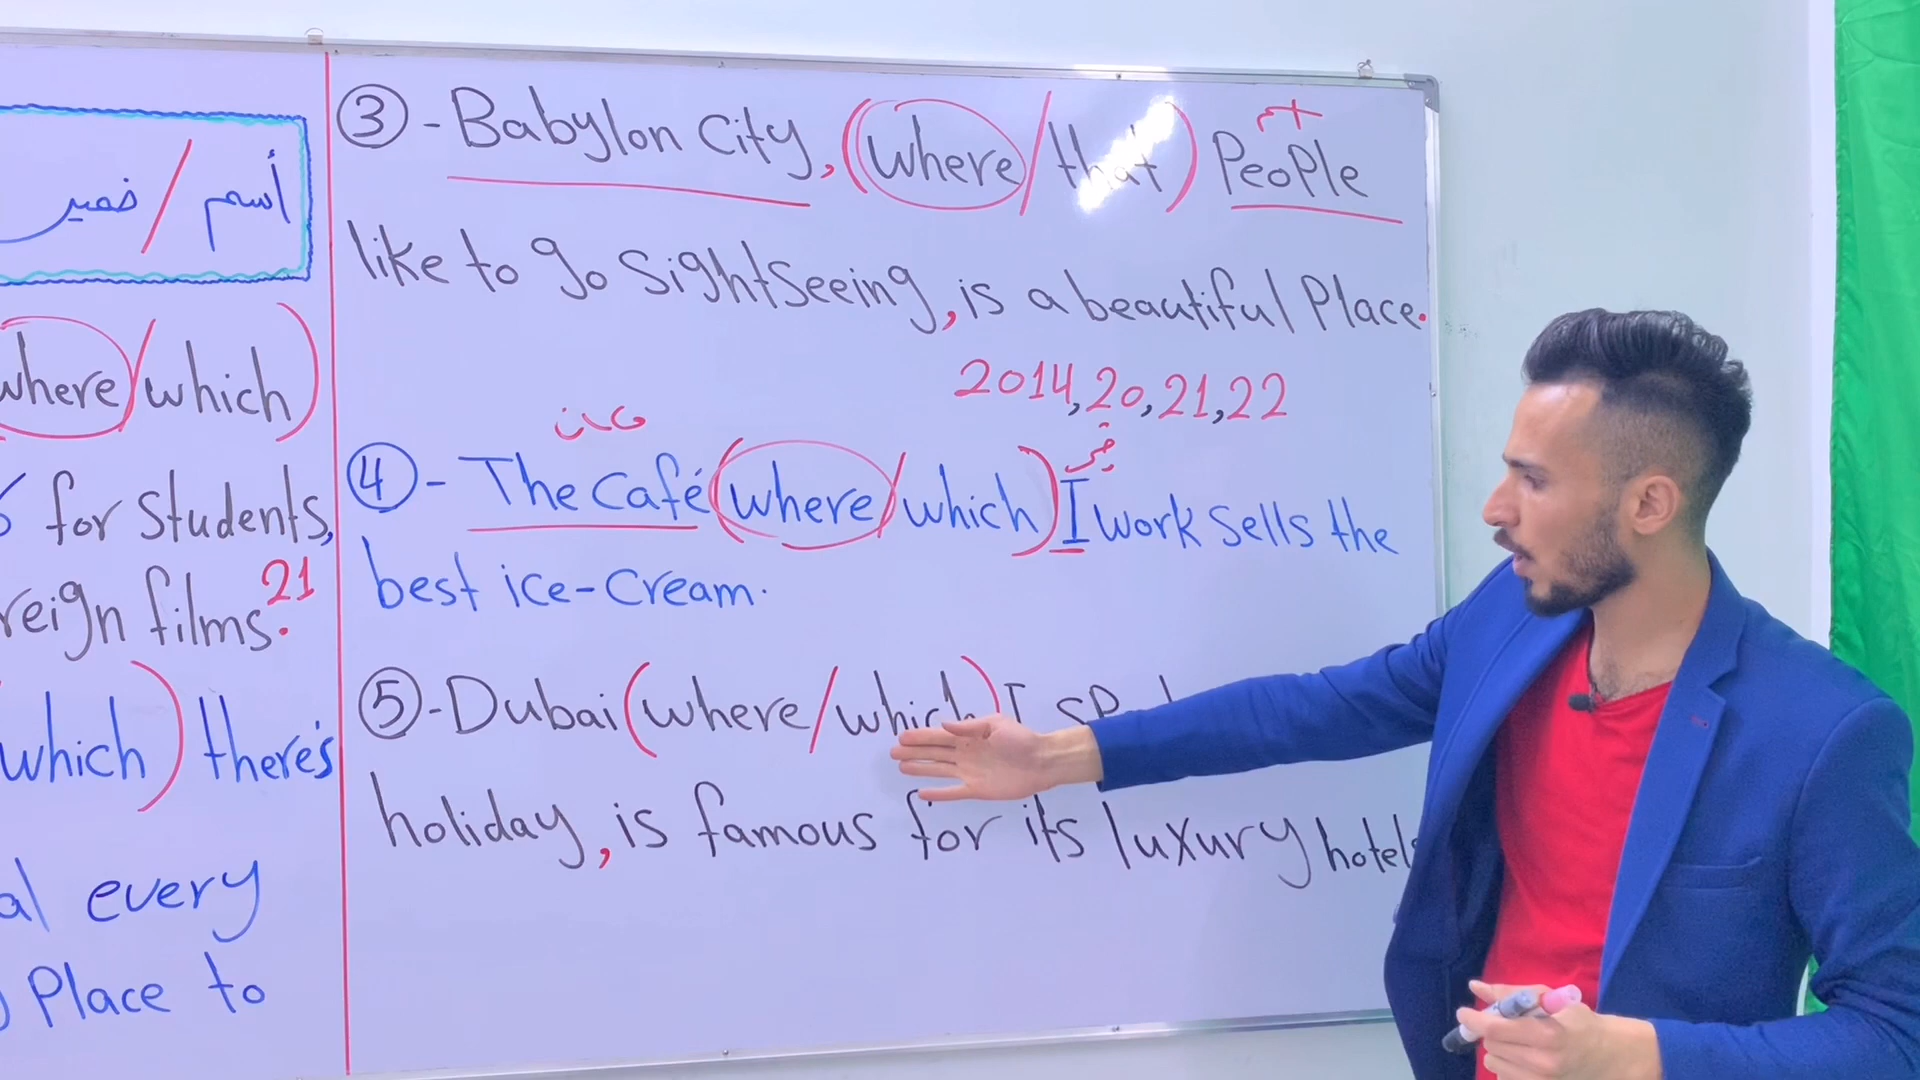 أسم / ضمير
where/which)
for students,
reign films. 21
which) there's
al every
Place to
③-Babylon City, (where/that) People
اسم
like to go Sightseeing, is a beautiful Place.
2014, 20, 21, 22
④- The Café (where/which) I work Sells the
best ice-cream.
⑤-Dubai (where/which) I
holiday, is famous for its luxury hotels